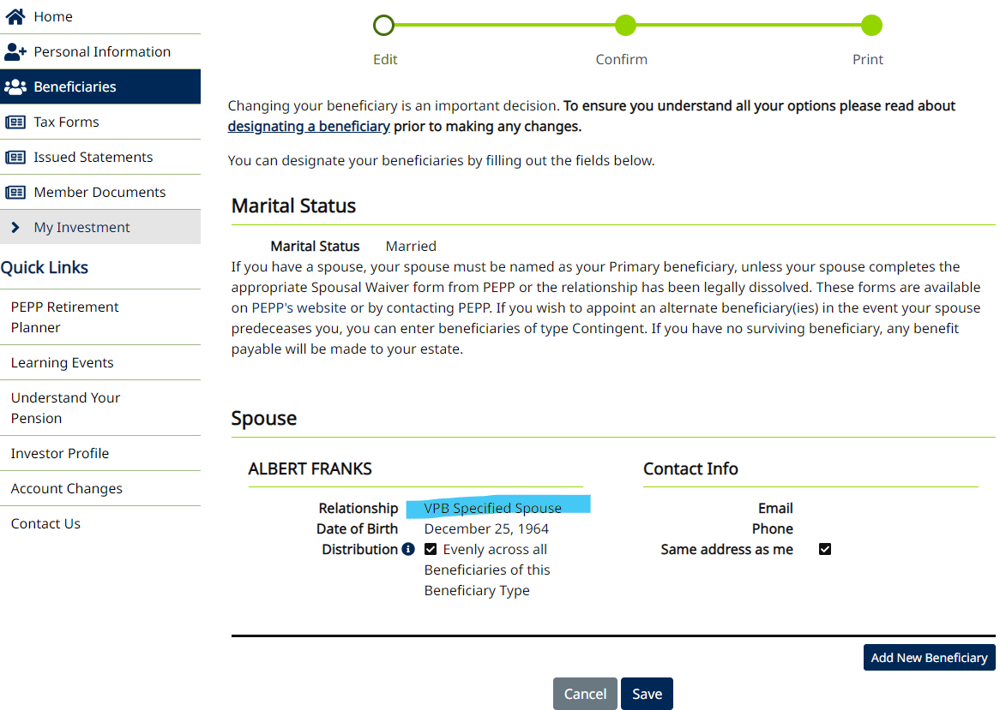 Home
Personal Information
Beneficiaries
Tax Forms
Issued Statements
Member Documents
My Investment
Quick Links
PEPP Retirement
Planner
Learning Events
Understand Your
Pension
Investor Profile
Account Changes
Contact Us
Edit
Confirm
Print
Changing your beneficiary is an important decision. To ensure you understand all your options please read about
designating a beneficiary prior to making any changes.
You can designate your beneficiaries by filling out the fields below.
Marital Status
Marital Status Married
If you have a spouse, your spouse must be named as your Primary beneficiary, unless your spouse completes the
appropriate Spousal Waiver form from PEPP or the relationship has been legally dissolved. These forms are available
on PEPP's website or by contacting PEPP. If you wish to appoint an alternate beneficiary(ies) in the event your spouse
predeceases you, you can enter beneficiaries of type Contingent. If you have no surviving beneficiary, any benefit
payable will be made to your estate.
Spouse
ALBERT FRANKS
Relationship VPB Specified Spouse
Date of Birth December 25, 1964
Distribution Evenly across all
Beneficiaries of this
Beneficiary Type
Contact Info
Email
Phone
Same address as me
Add New Beneficiary
Cancel
Save